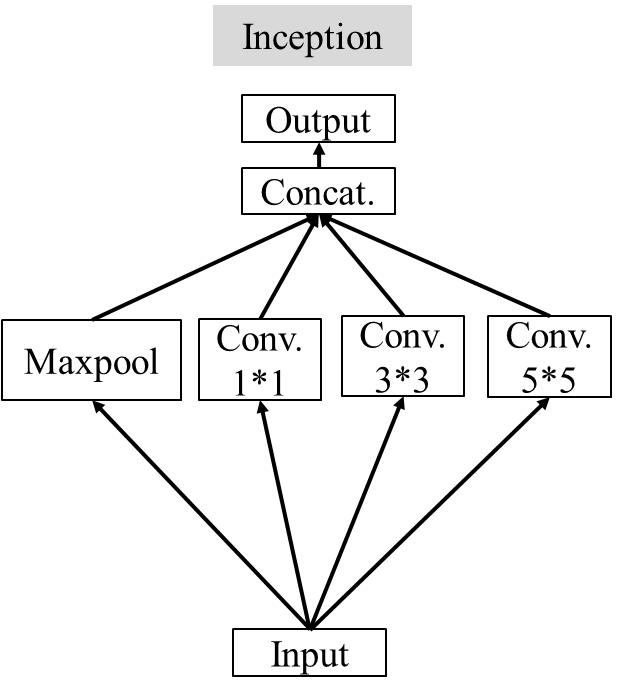 Inception
Output
Concat.
Maxpool
Conv.
1*1
Conv.
3*3
Conv.
5*5
Input